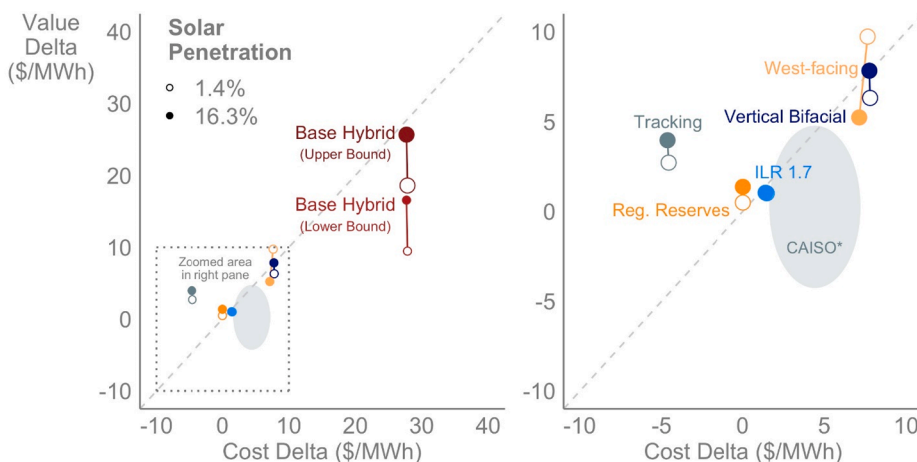 Value
Delta
($/MWh)
40
30
20
10
0
-10
-10
0
10
20
30
40
Cost Delta ($/MWh)
Solar
Penetration
1.4%
16.3%
Base Hybrid
(Upper Bound)
Base Hybrid
(Lower Bound)
Zoomed area
in right pane
10
5
0
-5
-10
-10
-5
0
5
10
Cost Delta ($/MWh)
West-facing
Vertical Bifacial
Tracking
ILR 1.7
Reg. Reserves
CAISO*